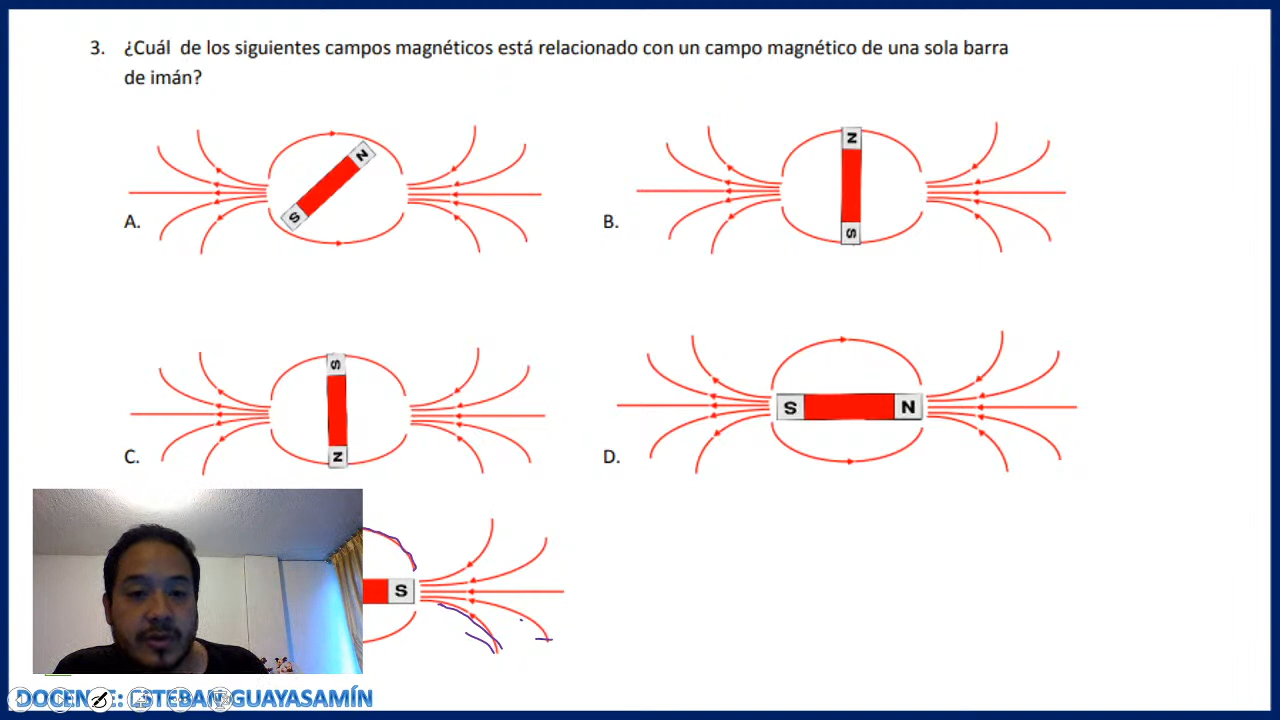 3. ¿Cuál de los siguientes campos magnéticos está relacionado con un campo magnético de una sola barra
de imán?
N
S
A.
N
S
B.
S
N
C.
S N
D.
S
DOCENTE: ESTEBAN GUAYASAMÍN